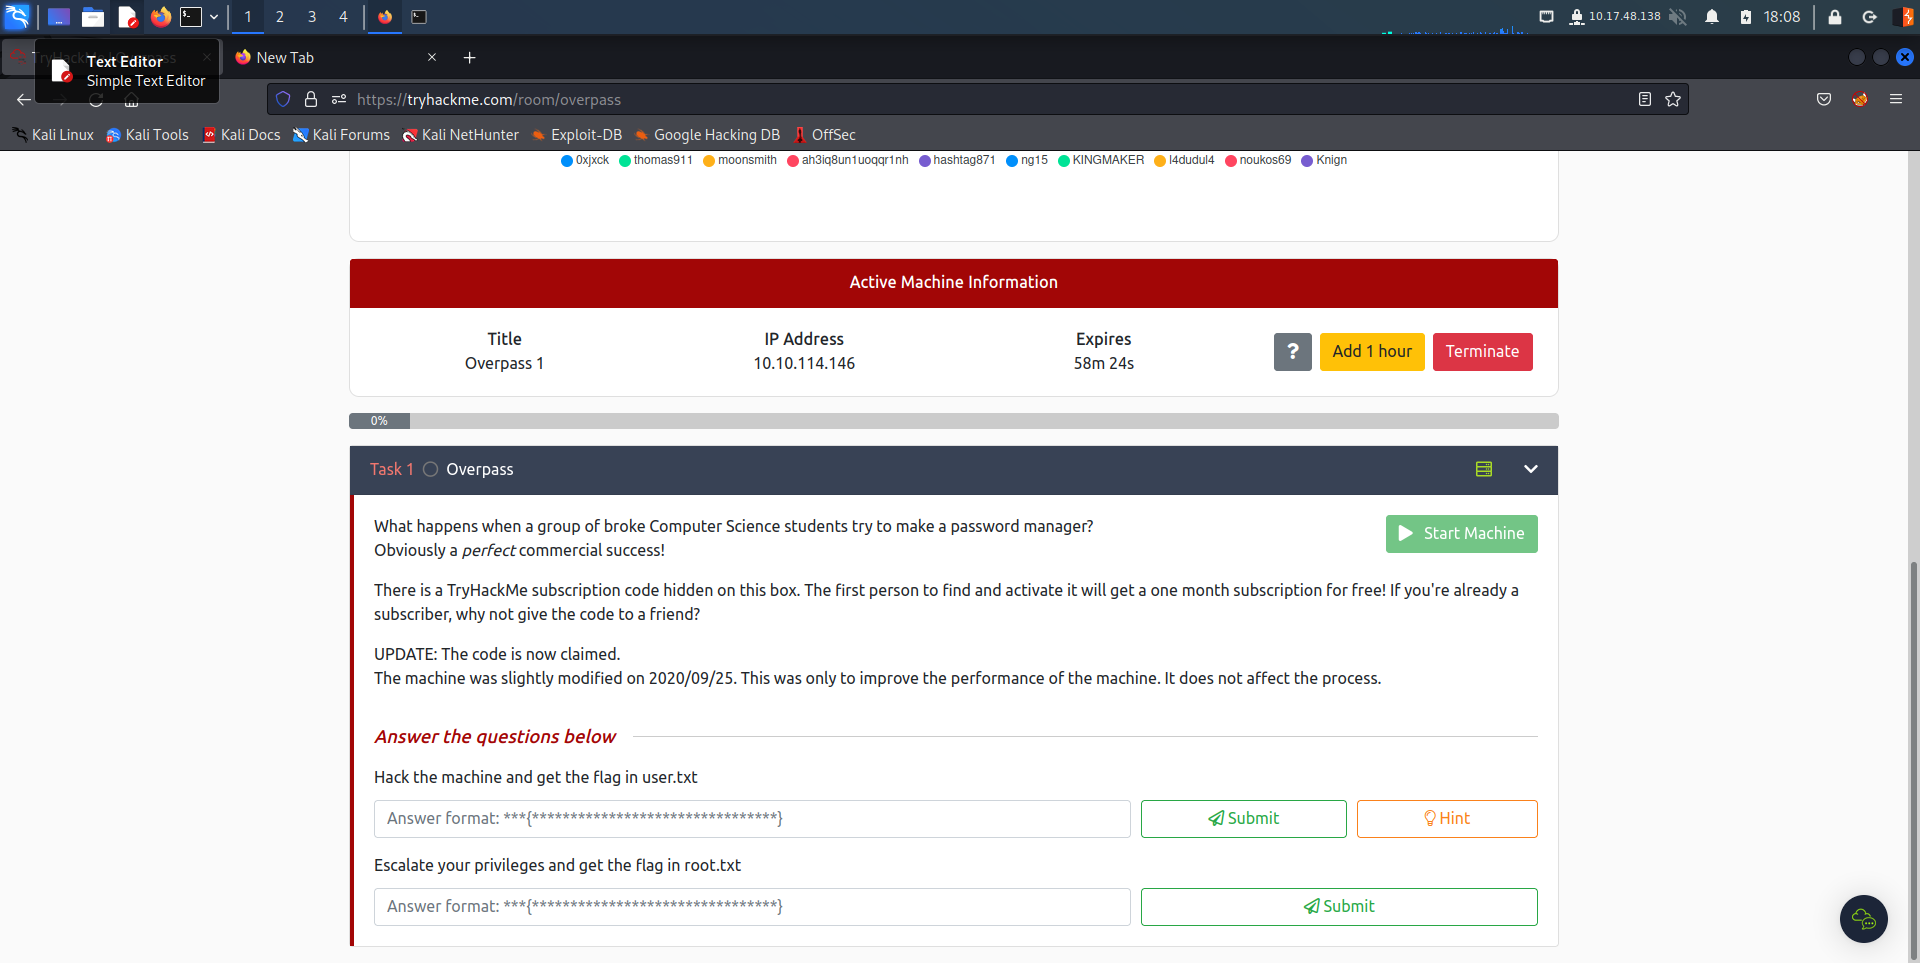 1 2 3 4
10.17.48.138
18:08
Text Editor
Simple Text Editor
New Tab
https://tryhackme.com/room/overpass
Kali Linux Kali Tools Kali Docs Kali Forums Kali NetHunter Exploit-DB Google Hacking DB OffSec
0xjxck thomas911 moonsmith ah3iq8un1uoqqr1nh hashtag871 ng15 KINGMAKER l4dudul4 noukos69 Knign
Active Machine Information
Title IP Address Expires
Overpass 1 10.10.114.146 58m 24s
? Add 1 hour Terminate
0%
Task 1 Overpass
What happens when a group of broke Computer Science students try to make a password manager?
Obviously a perfect commercial success!
Start Machine
There is a TryHackMe subscription code hidden on this box. The first person to find and activate it will get a one month subscription for free! If you're already a
subscriber, why not give the code to a friend?
UPDATE: The code is now claimed.
The machine was slightly modified on 2020/09/25. This was only to improve the performance of the machine. It does not affect the process.
Answer the questions below
Hack the machine and get the flag in user.txt
Answer format: ***{********************************}
Submit Hint
Escalate your privileges and get the flag in root.txt
Answer format: ***{********************************}
Submit